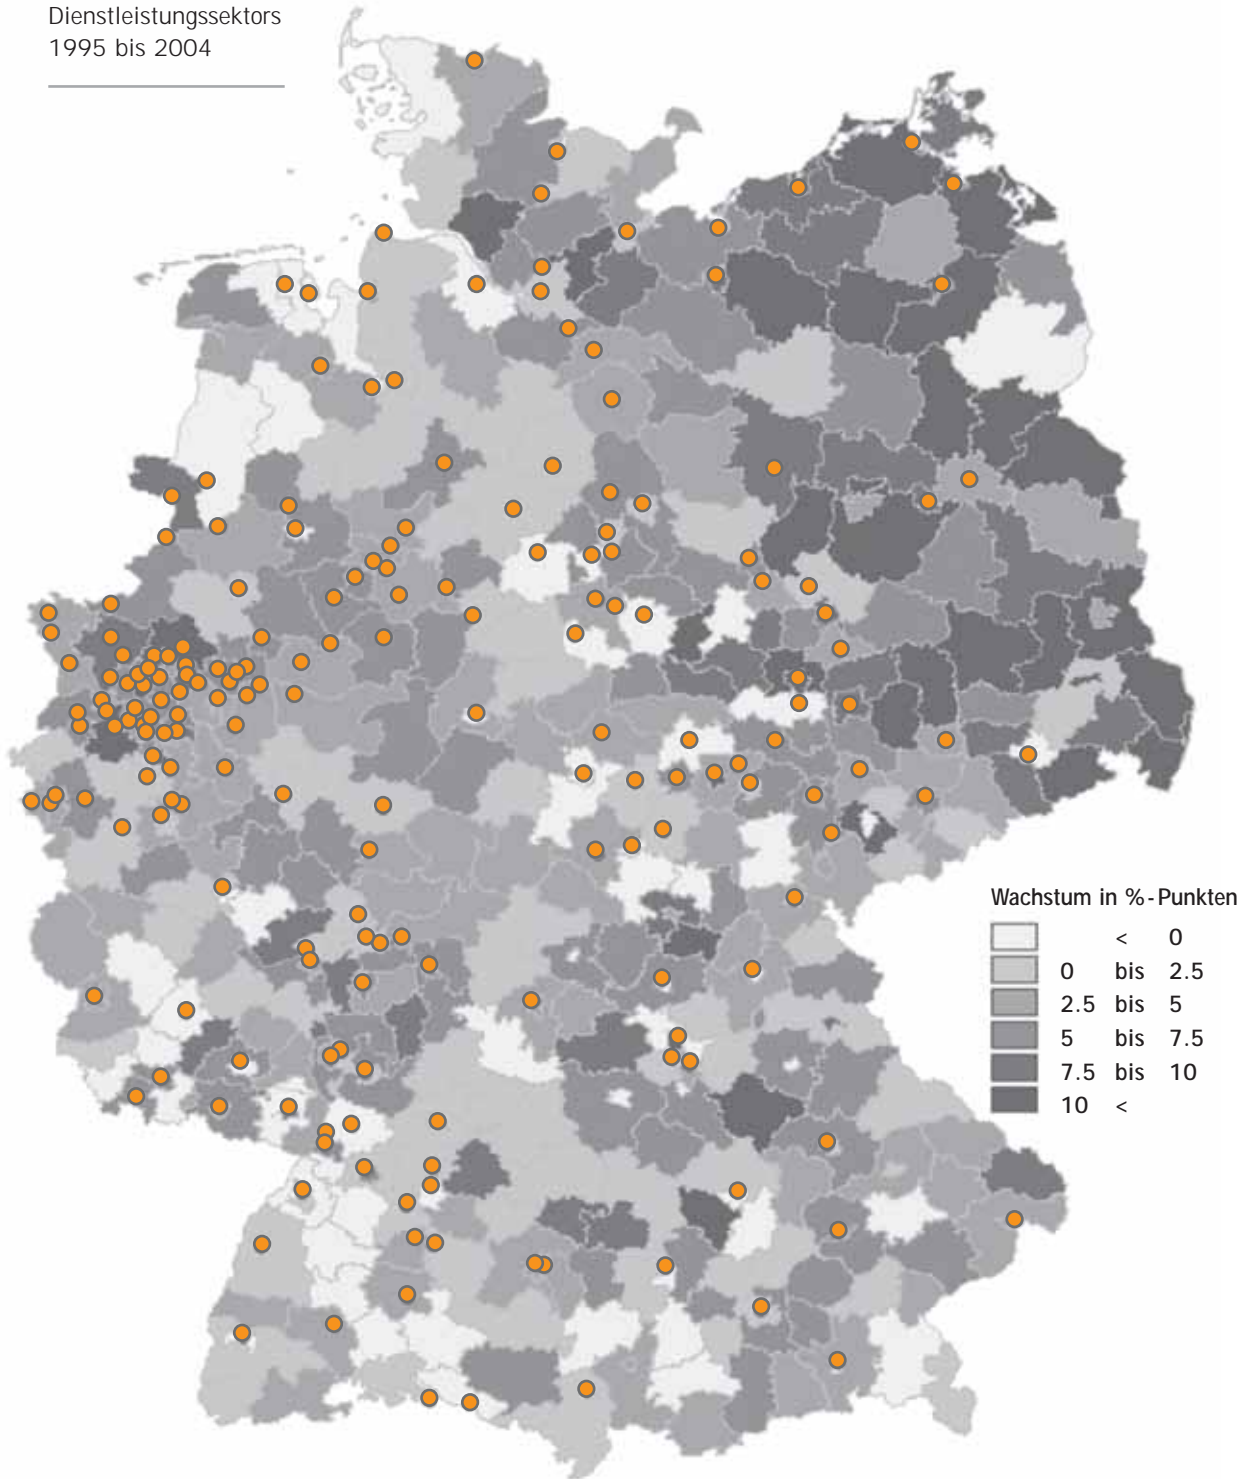 Dienstleistungssektors
1995 bis 2004
Wachstum in %-Punkten
< 0
0 bis 2.5
2.5 bis 5
5 bis 7.5
7.5 bis 10
10 <